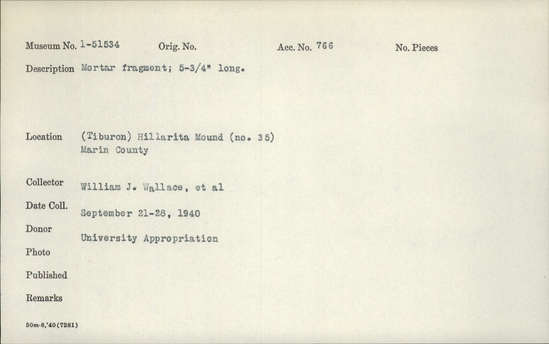 Museum No. 1-51534 Orig. No. Acc. No. 766 No. Pieces
Description Mortar fragment; 5-3/4" long.
Location (Tiburon) Hillarita Mound (no. 35)
Marin County
Collector William J. Wallace, et al
Date Coll. September 21-28, 1940
Donor University Appropriation
Photo
Published
Remarks
50m-6,'40(7281)